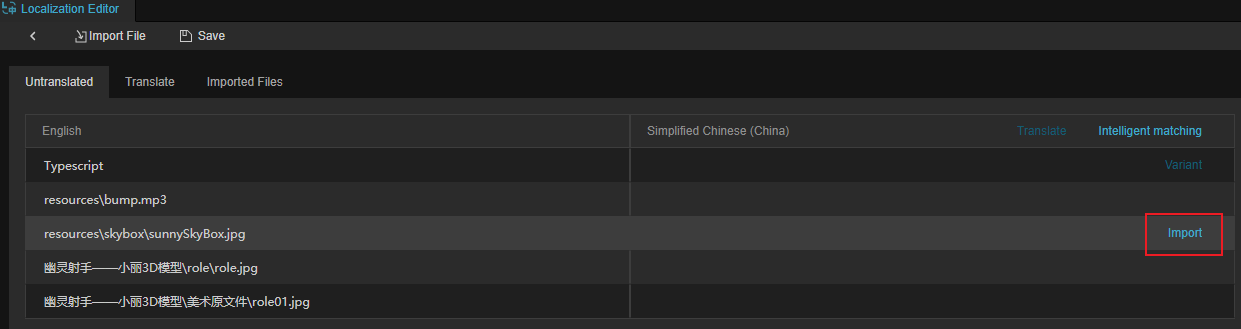 Localization Editor
Import File Save
Untranslated Translate Imported Files
English Simplified Chinese (China) Translate Intelligent matching
Typescript Variant
resources\bump.mp3
resources\skybox\sunnySkyBox.jpg Import
幽灵射手——小丽3D模型\role\role.jpg
幽灵射手——小丽3D模型\美术原文件\role01.jpg